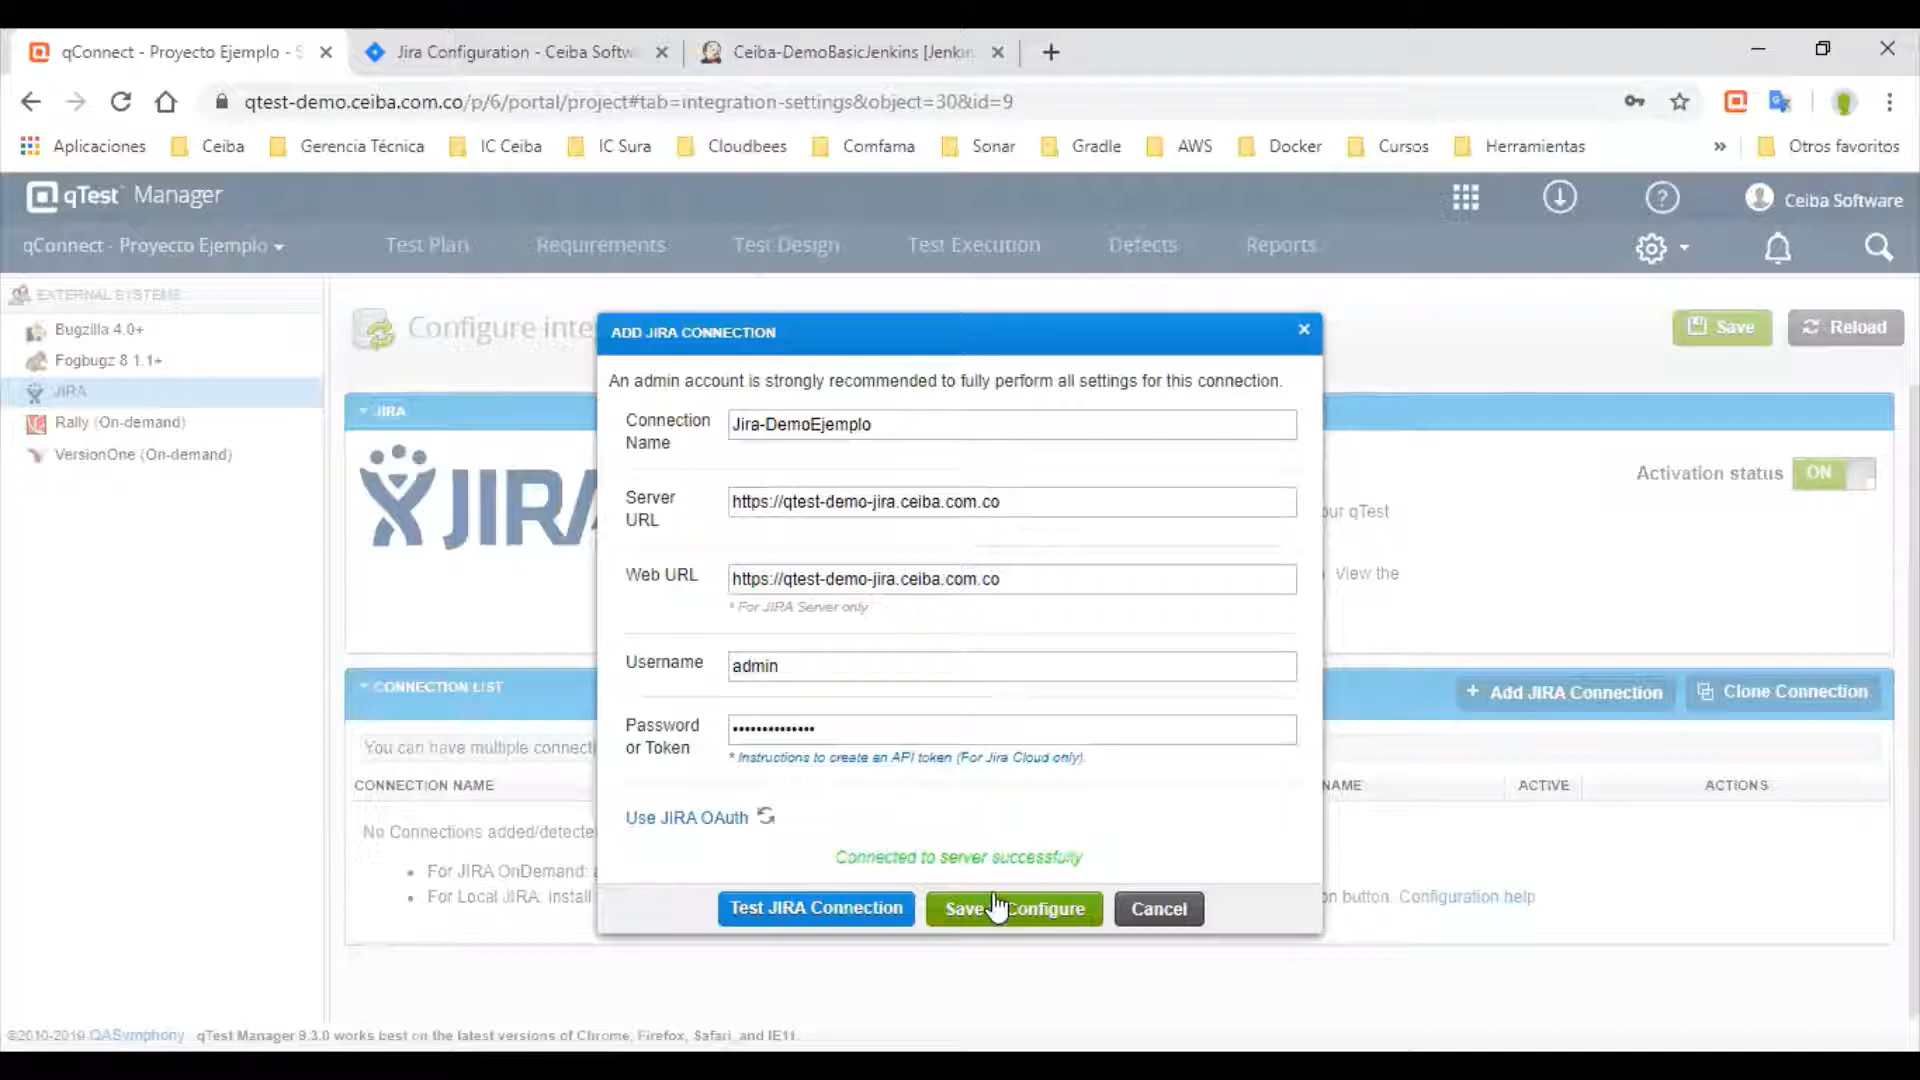 qConnect - Proyecto Ejemplo - S
Jira Configuration - Ceiba Softw
Ceiba-DemoBasicJenkins [Jenkin
qtest-demo.ceiba.com.co/p/6/portal/project#tab=integration-settings&object=30&id=9
Aplicaciones Ceiba Gerencia Técnica IC Ceiba IC Sura Cloudbees Comfama Sonar Gradle AWS Docker Cursos Herramientas » Otros favoritos
qTest Manager Ceiba Software
qConnect - Proyecto Ejemplo Test Plan Requirements Test Design Test Execution Defects Reports
EXTERNAL SYSTEMS
Bugzilla 4.0+
Fogbugz 8 1.1+
JIRA
Rally (On-demand)
VersionOne (On-demand)
Configure inte
Save Reload
JIRA
JIRA
Activation status ON
our qTest
View the
ADD JIRA CONNECTION
An admin account is strongly recommended to fully perform all settings for this connection.
Connection Name Jira-DemoEjemplo
Server URL https://qtest-demo-jira.ceiba.com.co
Web URL https://qtest-demo-jira.ceiba.com.co
* For JIRA Server only
Username admin
Password or Token ••••••••••••••
* Instructions to create an API token (For Jira Cloud only).
Use JIRA OAuth
Connected to server successfully
Test JIRA Connection Save Configure Cancel
CONNECTION LIST + Add JIRA Connection Clone Connection
You can have multiple connecti
CONNECTION NAME NAME ACTIVE ACTIONS
No Connections added/detecte
• For JIRA OnDemand: a
• For Local JIRA. install on button. Configuration help
©2010-2019 QASymphony qTest Manager 9.3.0 works best on the latest versions of Chrome, Firefox, Safari, and IE11.